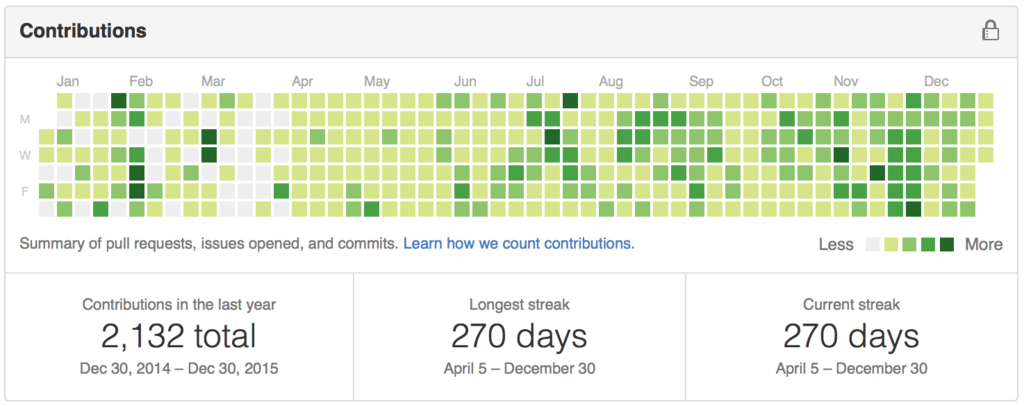 Contributions
Jan Feb Mar Apr May Jun Jul Aug Sep Oct Nov Dec
M
W
F
Summary of pull requests, issues opened, and commits. Learn how we count contributions.
Less More
Contributions in the last year
2,132 total
Dec 30, 2014 – Dec 30, 2015
Longest streak
270 days
April 5 – December 30
Current streak
270 days
April 5 – December 30